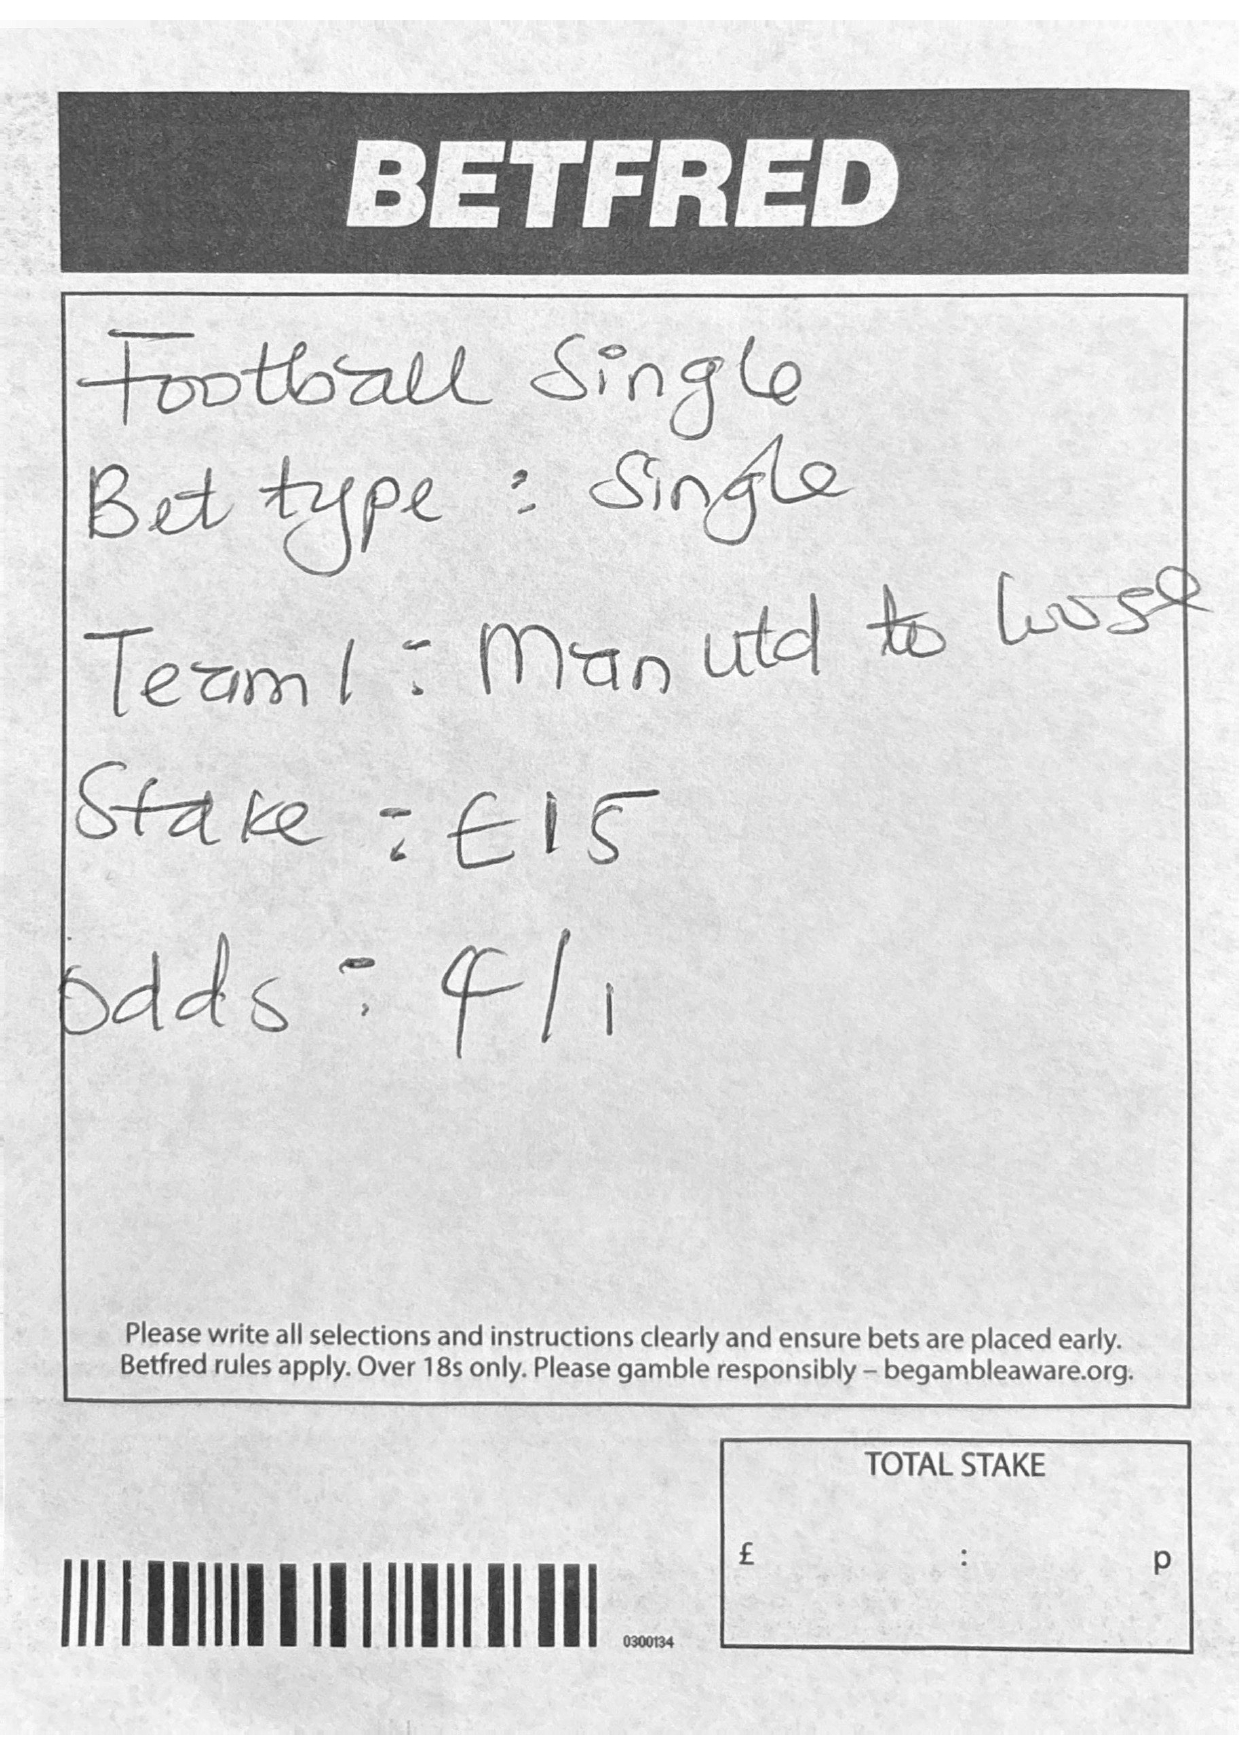 BETFRED
Football Single
Bet type : Single
Team 1 : Man utd to loose
Stake : £15
odds : 4/1
Please write all selections and instructions clearly and ensure bets are placed early.
Betfred rules apply. Over 18s only. Please gamble responsibly – begambleaware.org.
TOTAL STAKE
£ : p
0300134